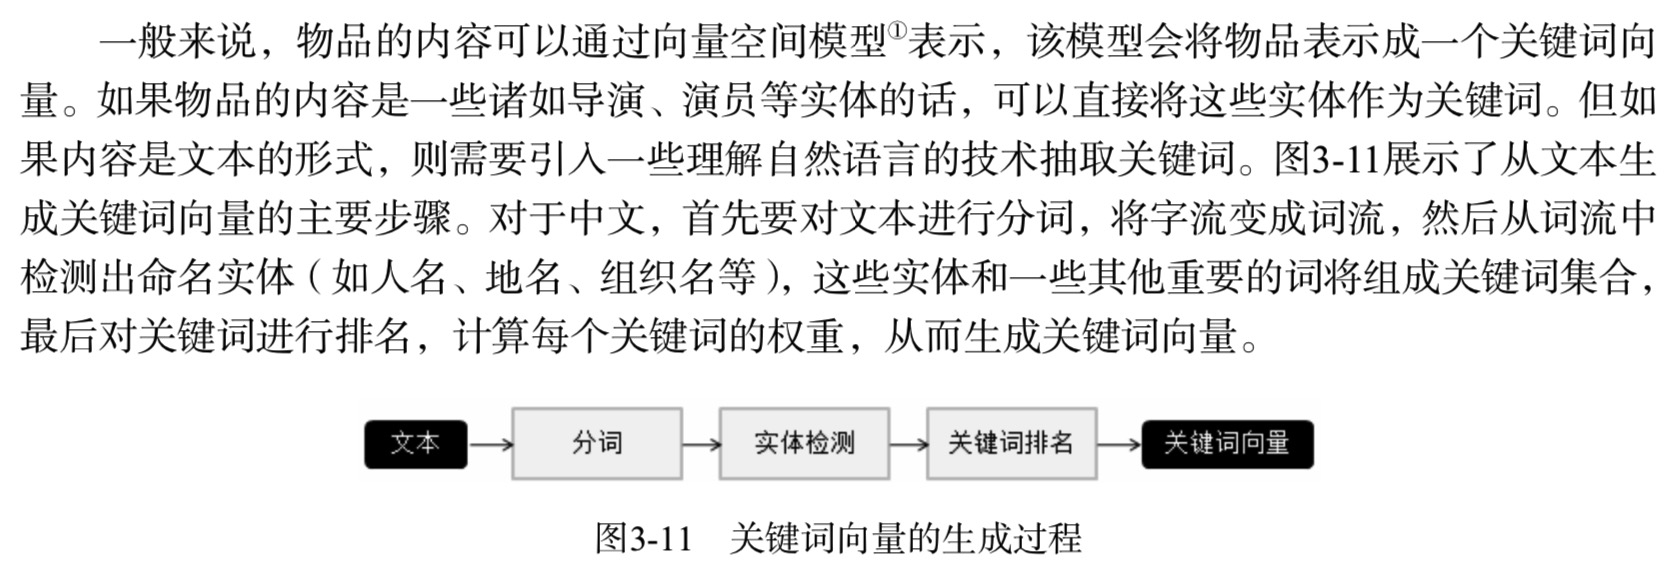 一般来说，物品的内容可以通过向量空间模型①表示，该模型会将物品表示成一个关键词向
量。如果物品的内容是一些诸如导演、演员等实体的话，可以直接将这些实体作为关键词。但如
果内容是文本的形式，则需要引入一些理解自然语言的技术抽取关键词。图3-11展示了从文本生
成关键词向量的主要步骤。对于中文，首先要对文本进行分词，将字流变成词流，然后从词流中
检测出命名实体（如人名、地名、组织名等），这些实体和一些其他重要的词将组成关键词集合，
最后对关键词进行排名，计算每个关键词的权重，从而生成关键词向量。
文本 分词 实体检测 关键词排名 关键词向量
图3-11 关键词向量的生成过程